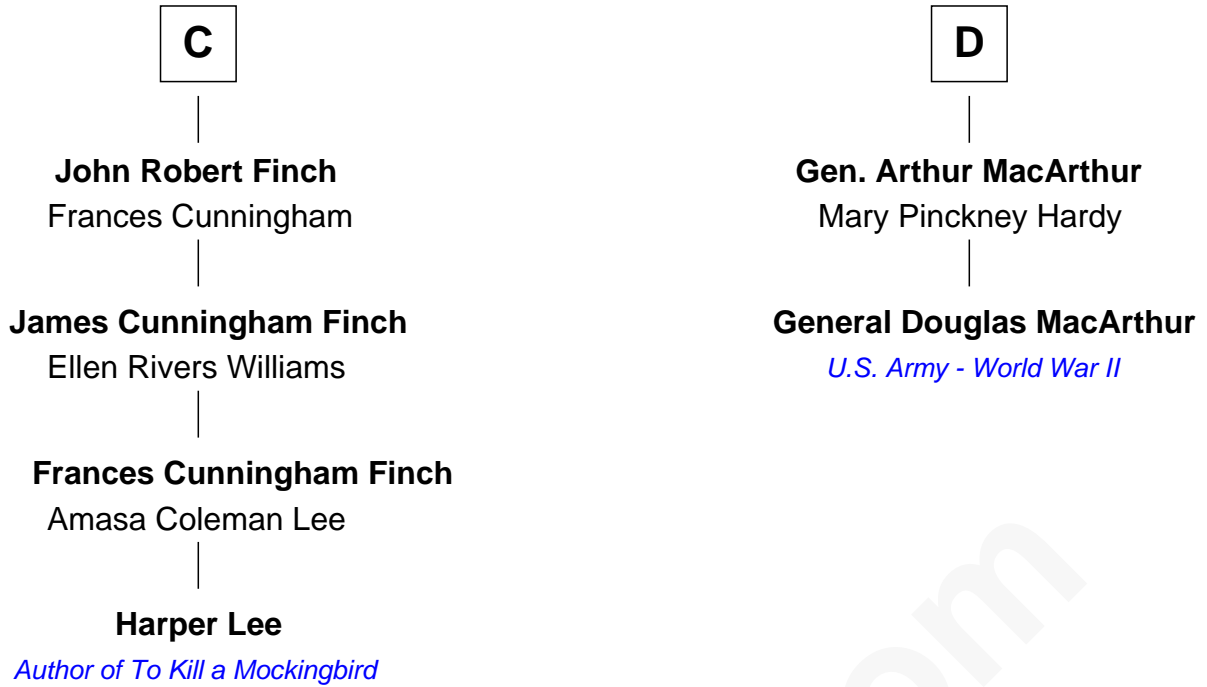 C
John Robert Finch
Frances Cunningham
James Cunningham Finch
Ellen Rivers Williams
Frances Cunningham Finch
Amasa Coleman Lee
Harper Lee
Author of To Kill a Mockingbird
D
Gen. Arthur MacArthur
Mary Pinckney Hardy
General Douglas MacArthur
U.S. Army - World War II
om